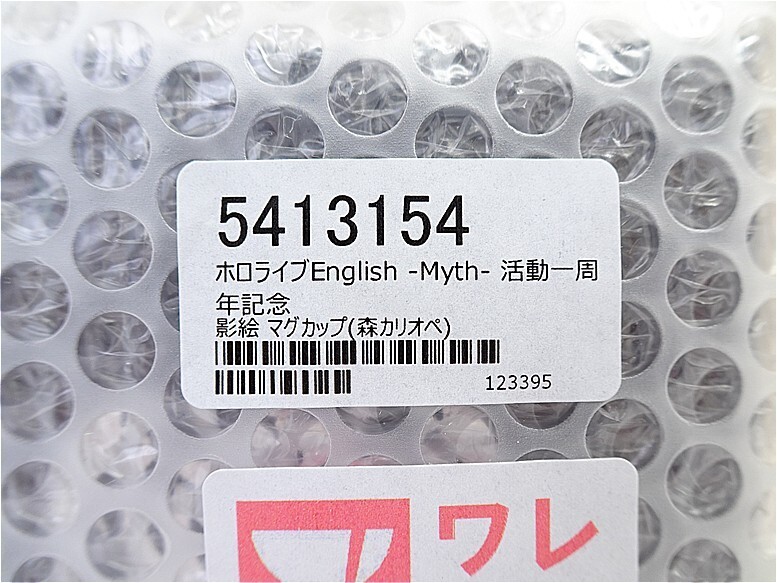 5413154
ホロライブEnglish -Myth- 活動一周
年記念
影絵 マグカップ(森カリオペ)
123395
ワレ